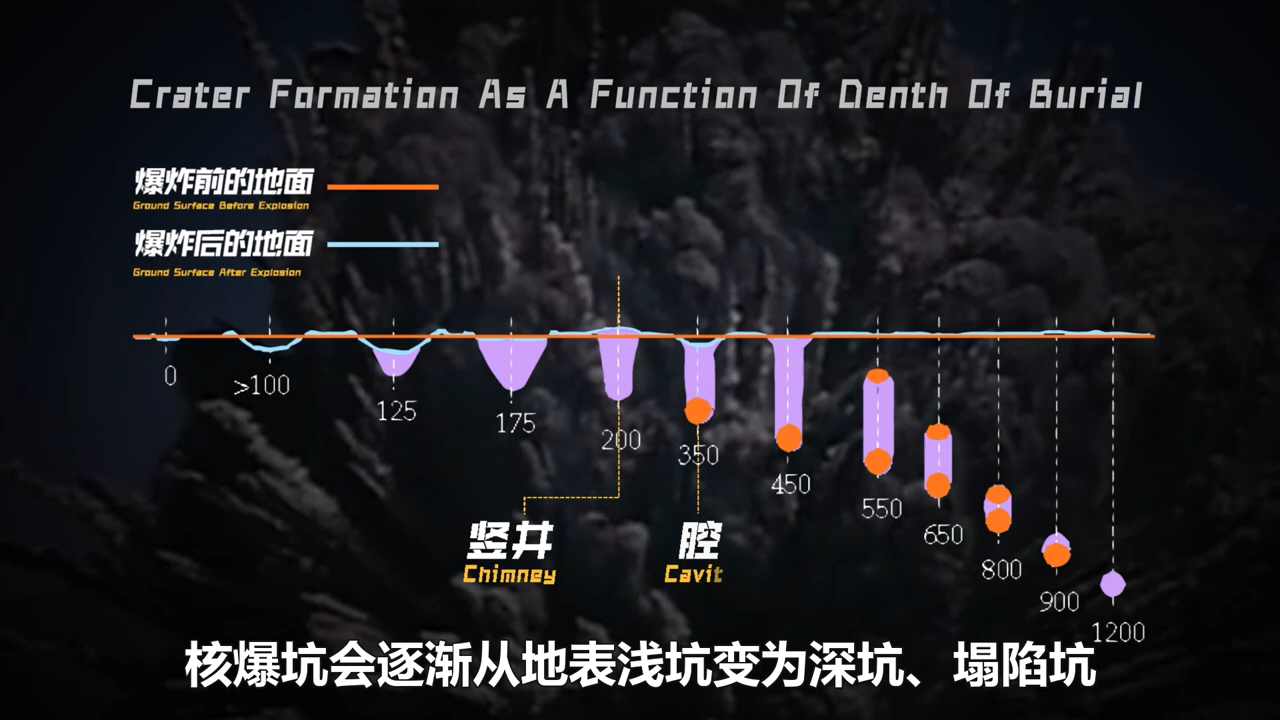 Crater Formation As A Function Of Denth Of Burial
爆炸前的地面
Ground Surface Before Explosion
爆炸后的地面
Ground Surface After Explosion
0
>100
125
175
200
350
450
550
650
800
900
1200
竖井
Chimney
腔
Cavit
核爆坑会逐渐从地表浅坑变为深坑、塌陷坑